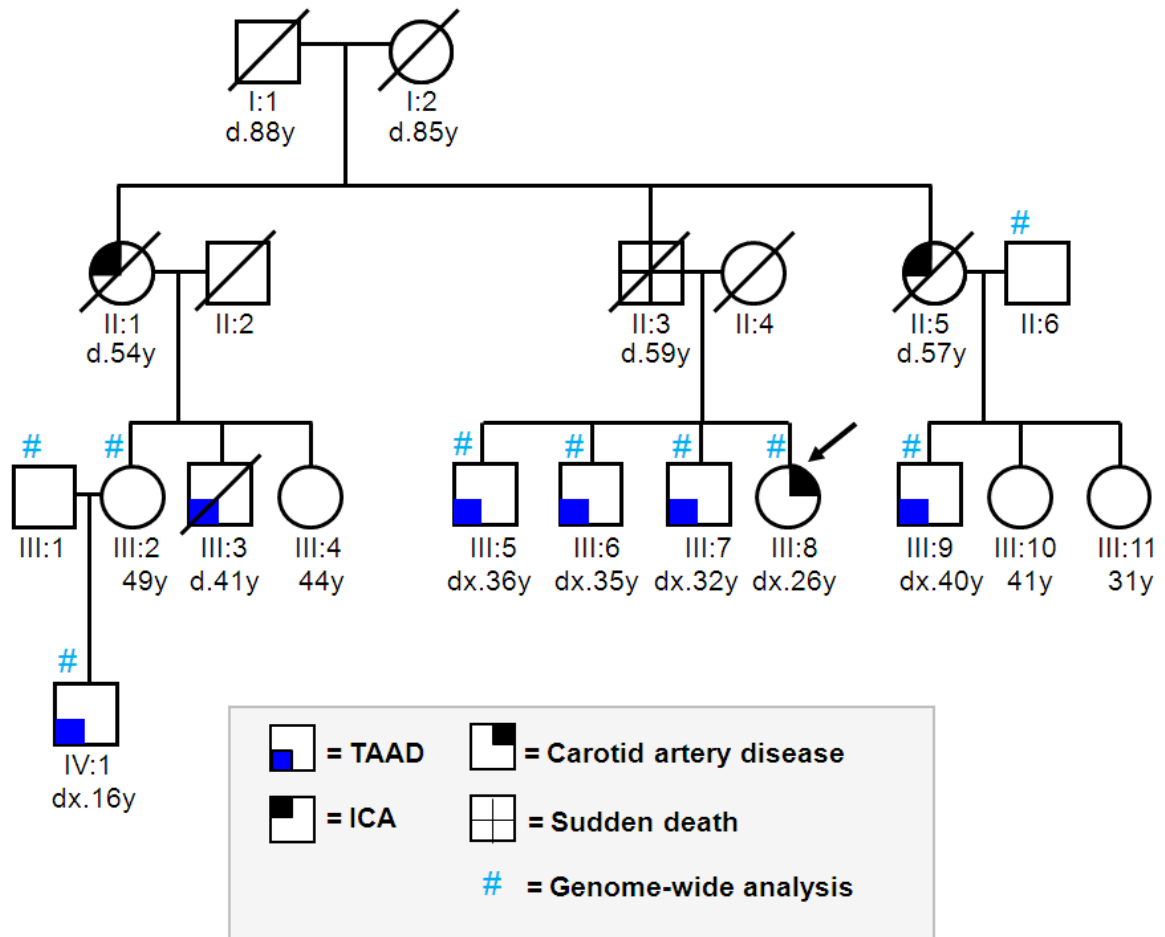 I:1 I:2
d.88y d.85y
#
II:1 II:2 II:3 II:4 II:5 II:6
d.54y d.59y d.57y
# # # # # # #
III:1 III:2 III:3 III:4 III:5 III:6 III:7 III:8 III:9 III:10 III:11
49y d.41y 44y dx.36y dx.35y dx.32y dx.26y dx.40y 41y 31y
#
IV:1
dx.16y
= TAAD = Carotid artery disease
= ICA = Sudden death
# = Genome-wide analysis